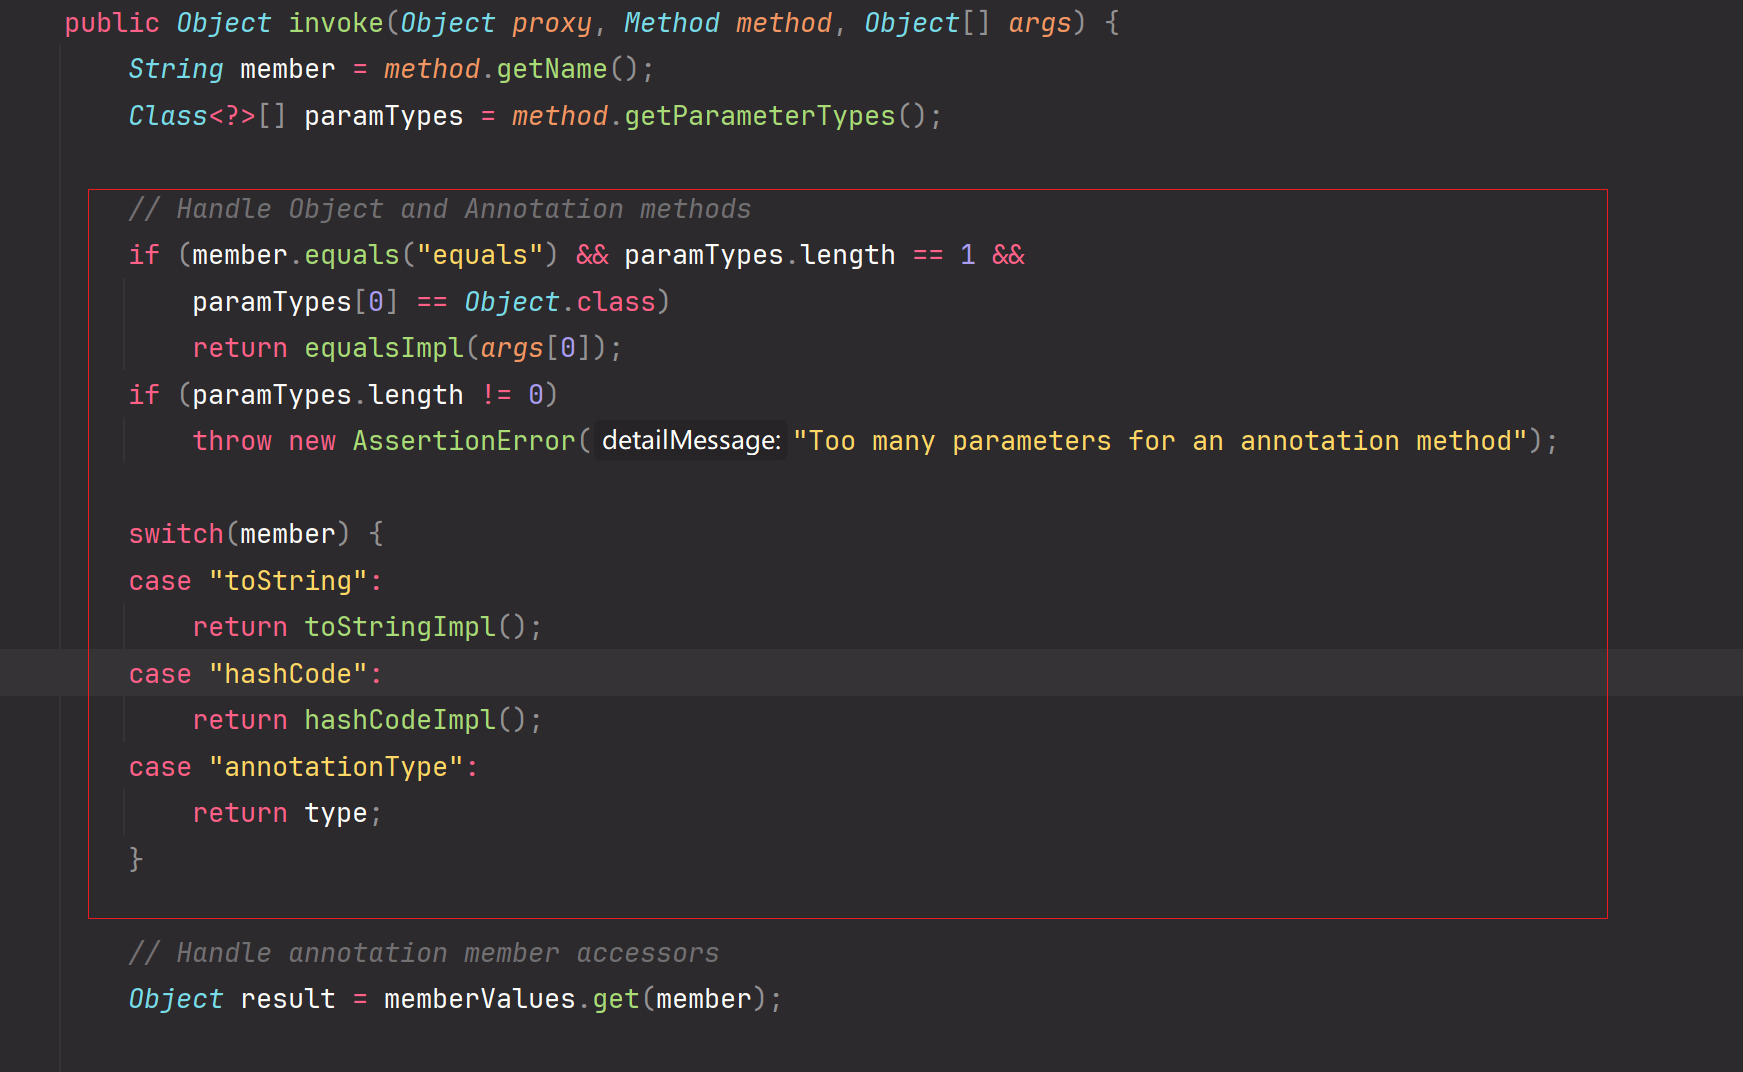 public Object invoke(Object proxy, Method method, Object[] args) {
    String member = method.getName();
    Class<?>[] paramTypes = method.getParameterTypes();

    // Handle Object and Annotation methods
    if (member.equals("equals") && paramTypes.length == 1 &&
        paramTypes[0] == Object.class)
        return equalsImpl(args[0]);
    if (paramTypes.length != 0)
        throw new AssertionError( detailMessage: "Too many parameters for an annotation method");

    switch(member) {
    case "toString":
        return toStringImpl();
    case "hashCode":
        return hashCodeImpl();
    case "annotationType":
        return type;
    }

    // Handle annotation member accessors
    Object result = memberValues.get(member);